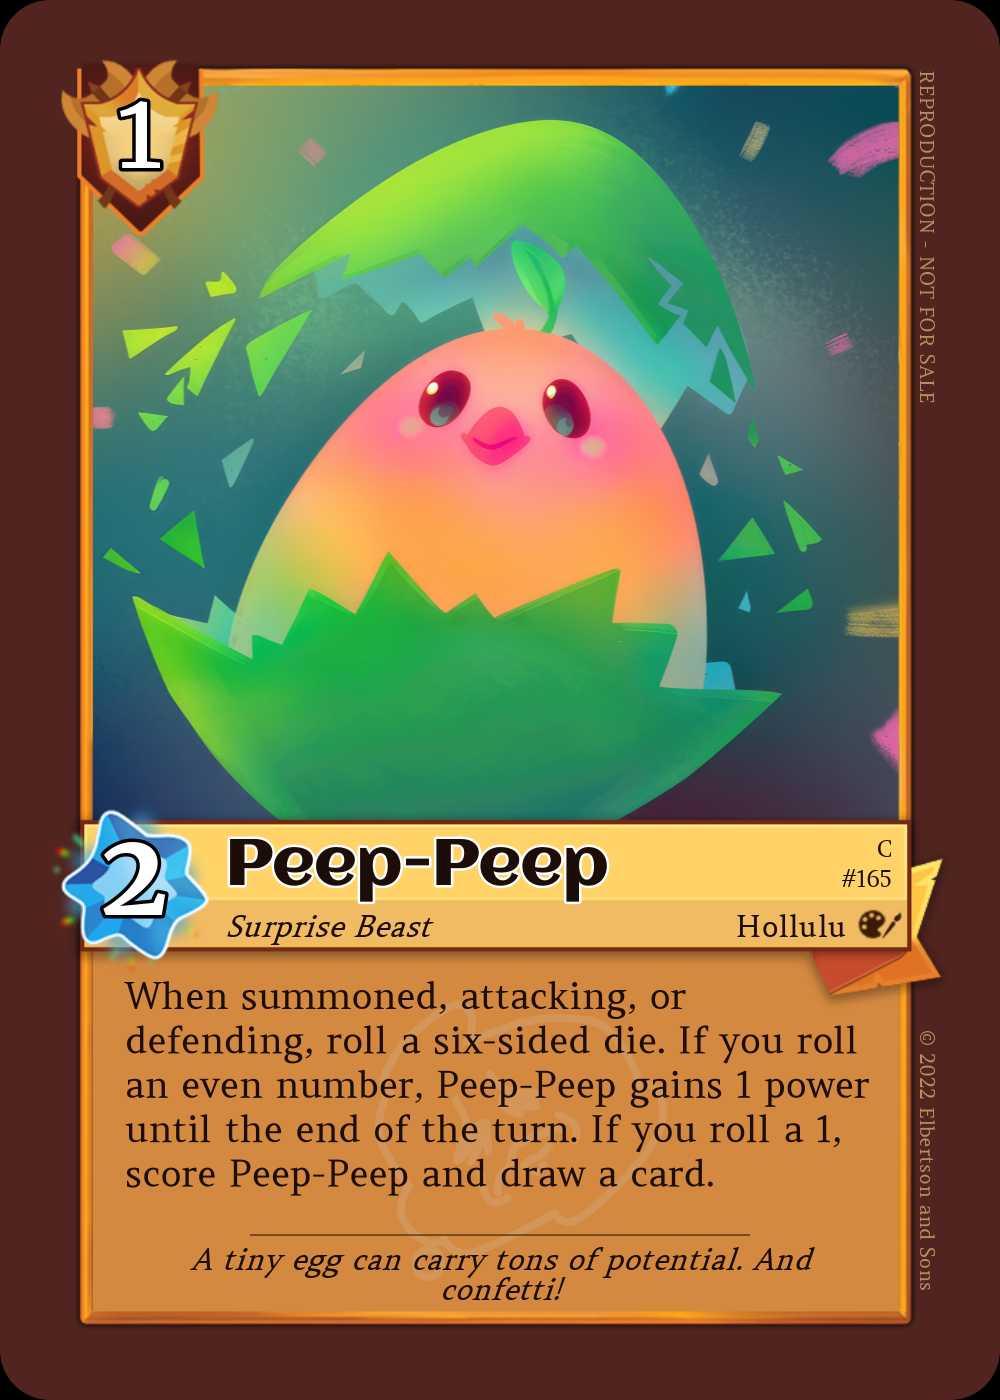 1
REPRODUCTION - NOT FOR SALE
2
Peep-Peep
C
#165
Surprise Beast
Hollulu
When summoned, attacking, or
defending, roll a six-sided die. If you roll
an even number, Peep-Peep gains 1 power
until the end of the turn. If you roll a 1,
score Peep-Peep and draw a card.
A tiny egg can carry tons of potential. And
confetti!
© 2022 Elbertson and Sons